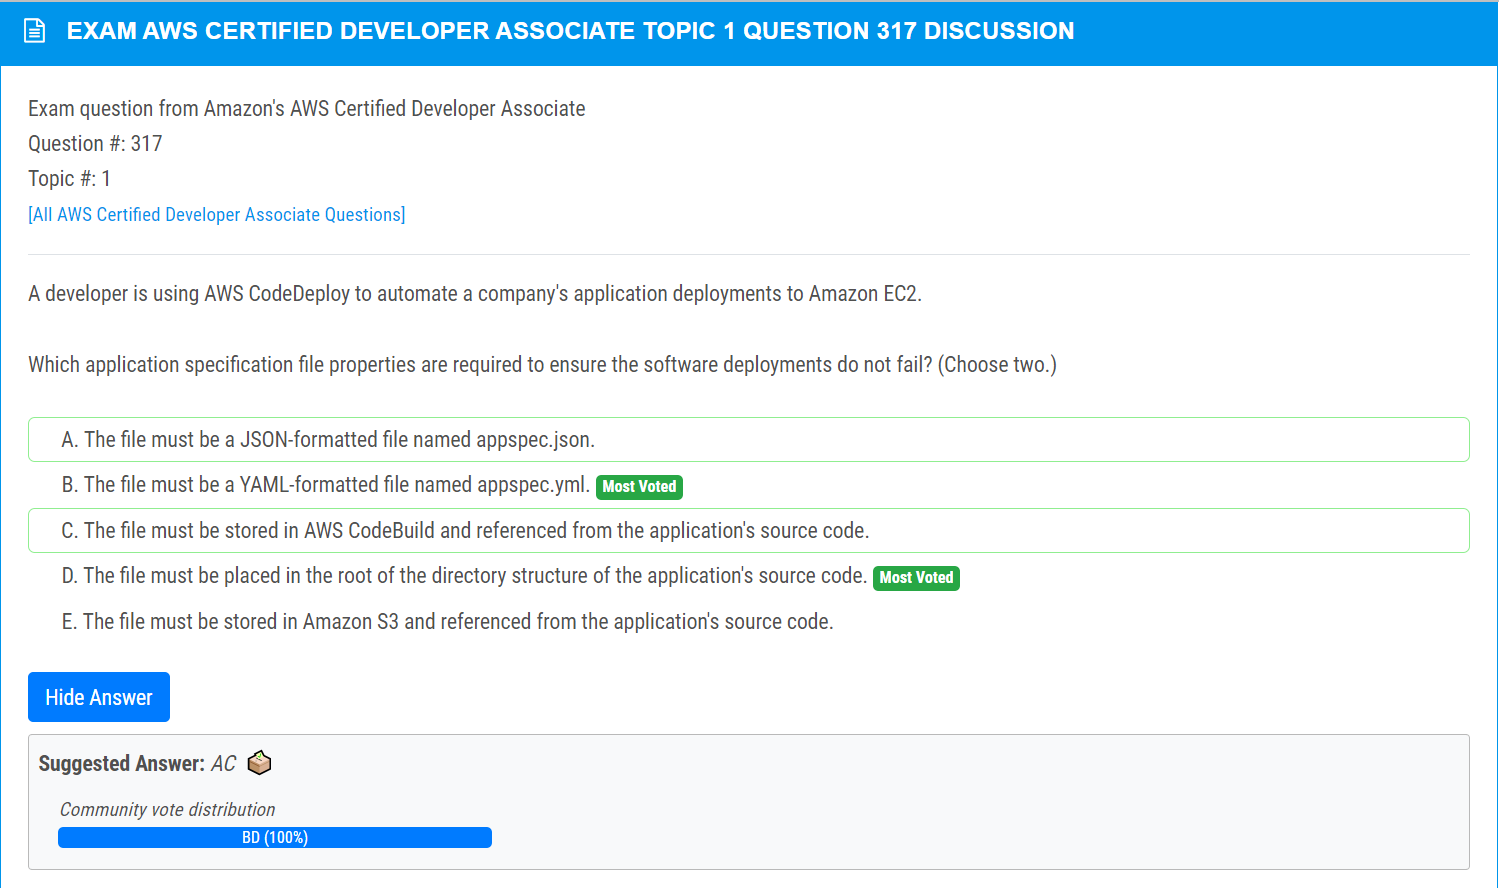 EXAM AWS CERTIFIED DEVELOPER ASSOCIATE TOPIC 1 QUESTION 317 DISCUSSION
Exam question from Amazon's AWS Certified Developer Associate
Question #: 317
Topic #: 1
[All AWS Certified Developer Associate Questions]
A developer is using AWS CodeDeploy to automate a company's application deployments to Amazon EC2.
Which application specification file properties are required to ensure the software deployments do not fail? (Choose two.)
A. The file must be a JSON-formatted file named appspec.json.
B. The file must be a YAML-formatted file named appspec.yml. Most Voted
C. The file must be stored in AWS CodeBuild and referenced from the application's source code.
D. The file must be placed in the root of the directory structure of the application's source code. Most Voted
E. The file must be stored in Amazon S3 and referenced from the application's source code.
Hide Answer
Suggested Answer: AC
Community vote distribution
BD (100%)